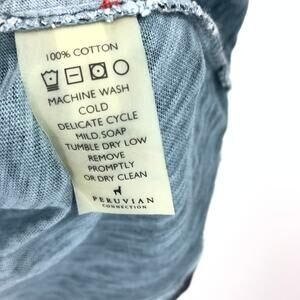 100% COTTON
MACHINE WASH
COLD
DELICATE CYCLE
MILD SOAP
TUMBLE DRY LOW
REMOVE
PROMPTLY
OR DRY CLEAN
PERUVIAN
CONNECTION